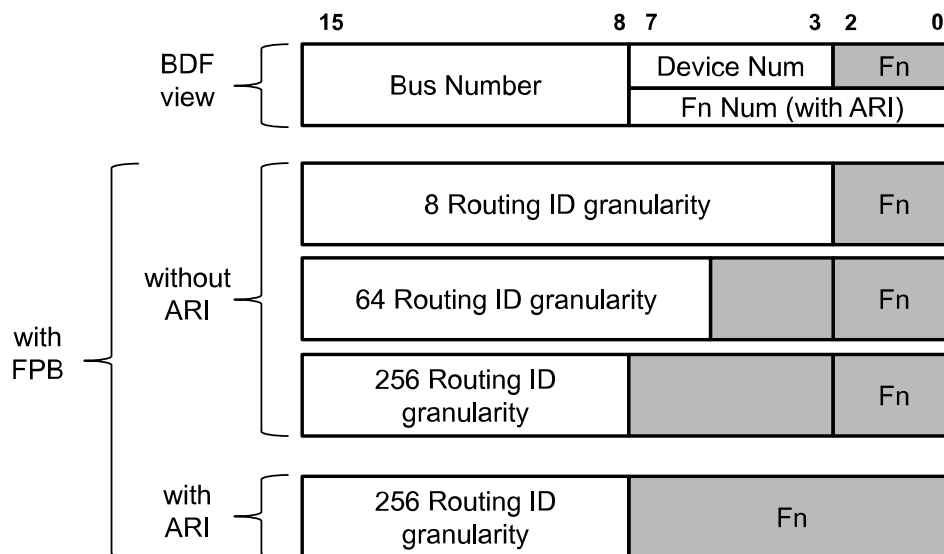 15 8 7 3 2 0
BDF
view
Bus Number
Device Num
Fn
Fn Num (with ARI)
with
FPB
without
ARI
8 Routing ID granularity
Fn
64 Routing ID granularity
Fn
256 Routing ID
granularity
Fn
with
ARI
256 Routing ID
granularity
Fn